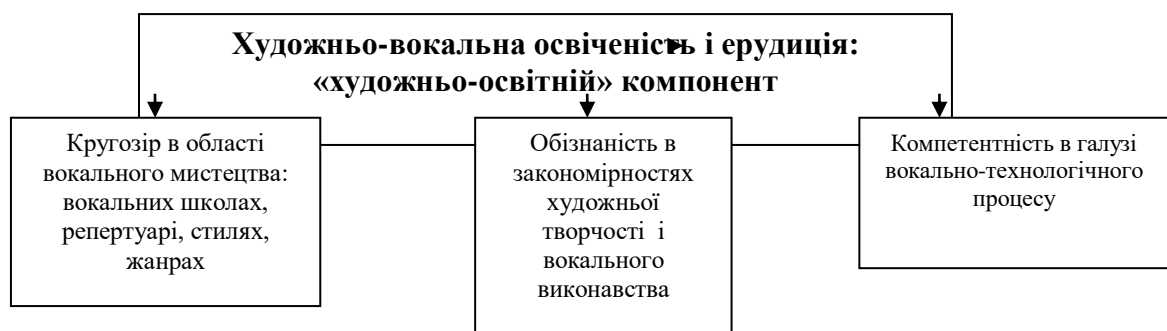 Художньо-вокальна освіченість і ерудиція:
«художньо-освітній» компонент
Кругозір в області
вокального мистецтва:
вокальних школах,
репертуарі, стилях,
жанрах
Обізнаність в
закономірностях
художньої
творчості і
вокального
виконавства
Компетентність в галузі
вокально-технологічного
процесу